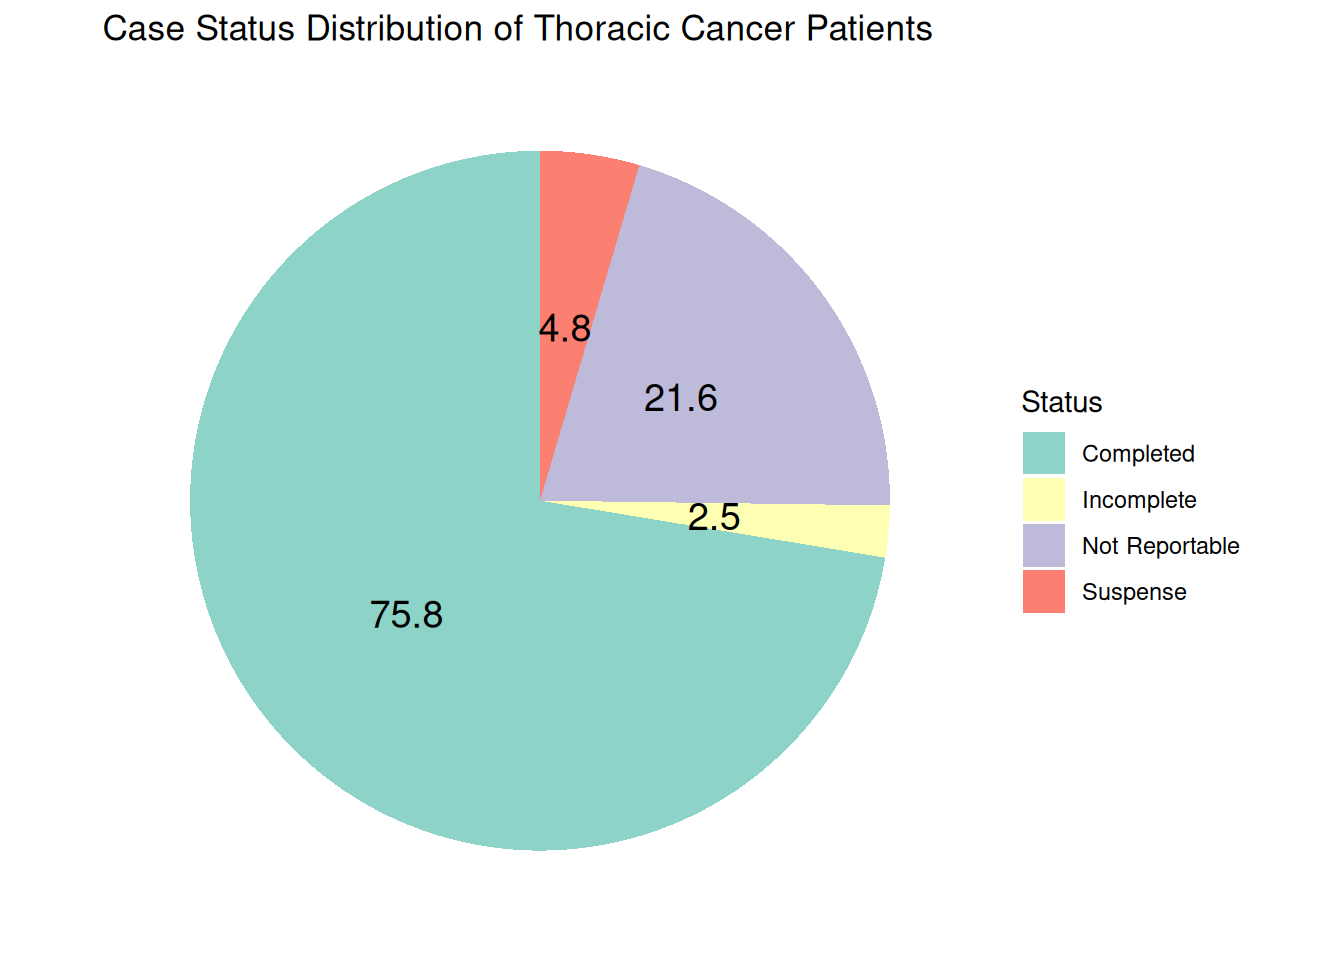 Case Status Distribution of Thoracic Cancer Patients
4.8
21.6
2.5
75.8
Status
Completed
Incomplete
Not Reportable
Suspense